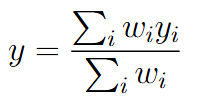 y = \frac{\sum_i w_i y_i}{\sum_i w_i}